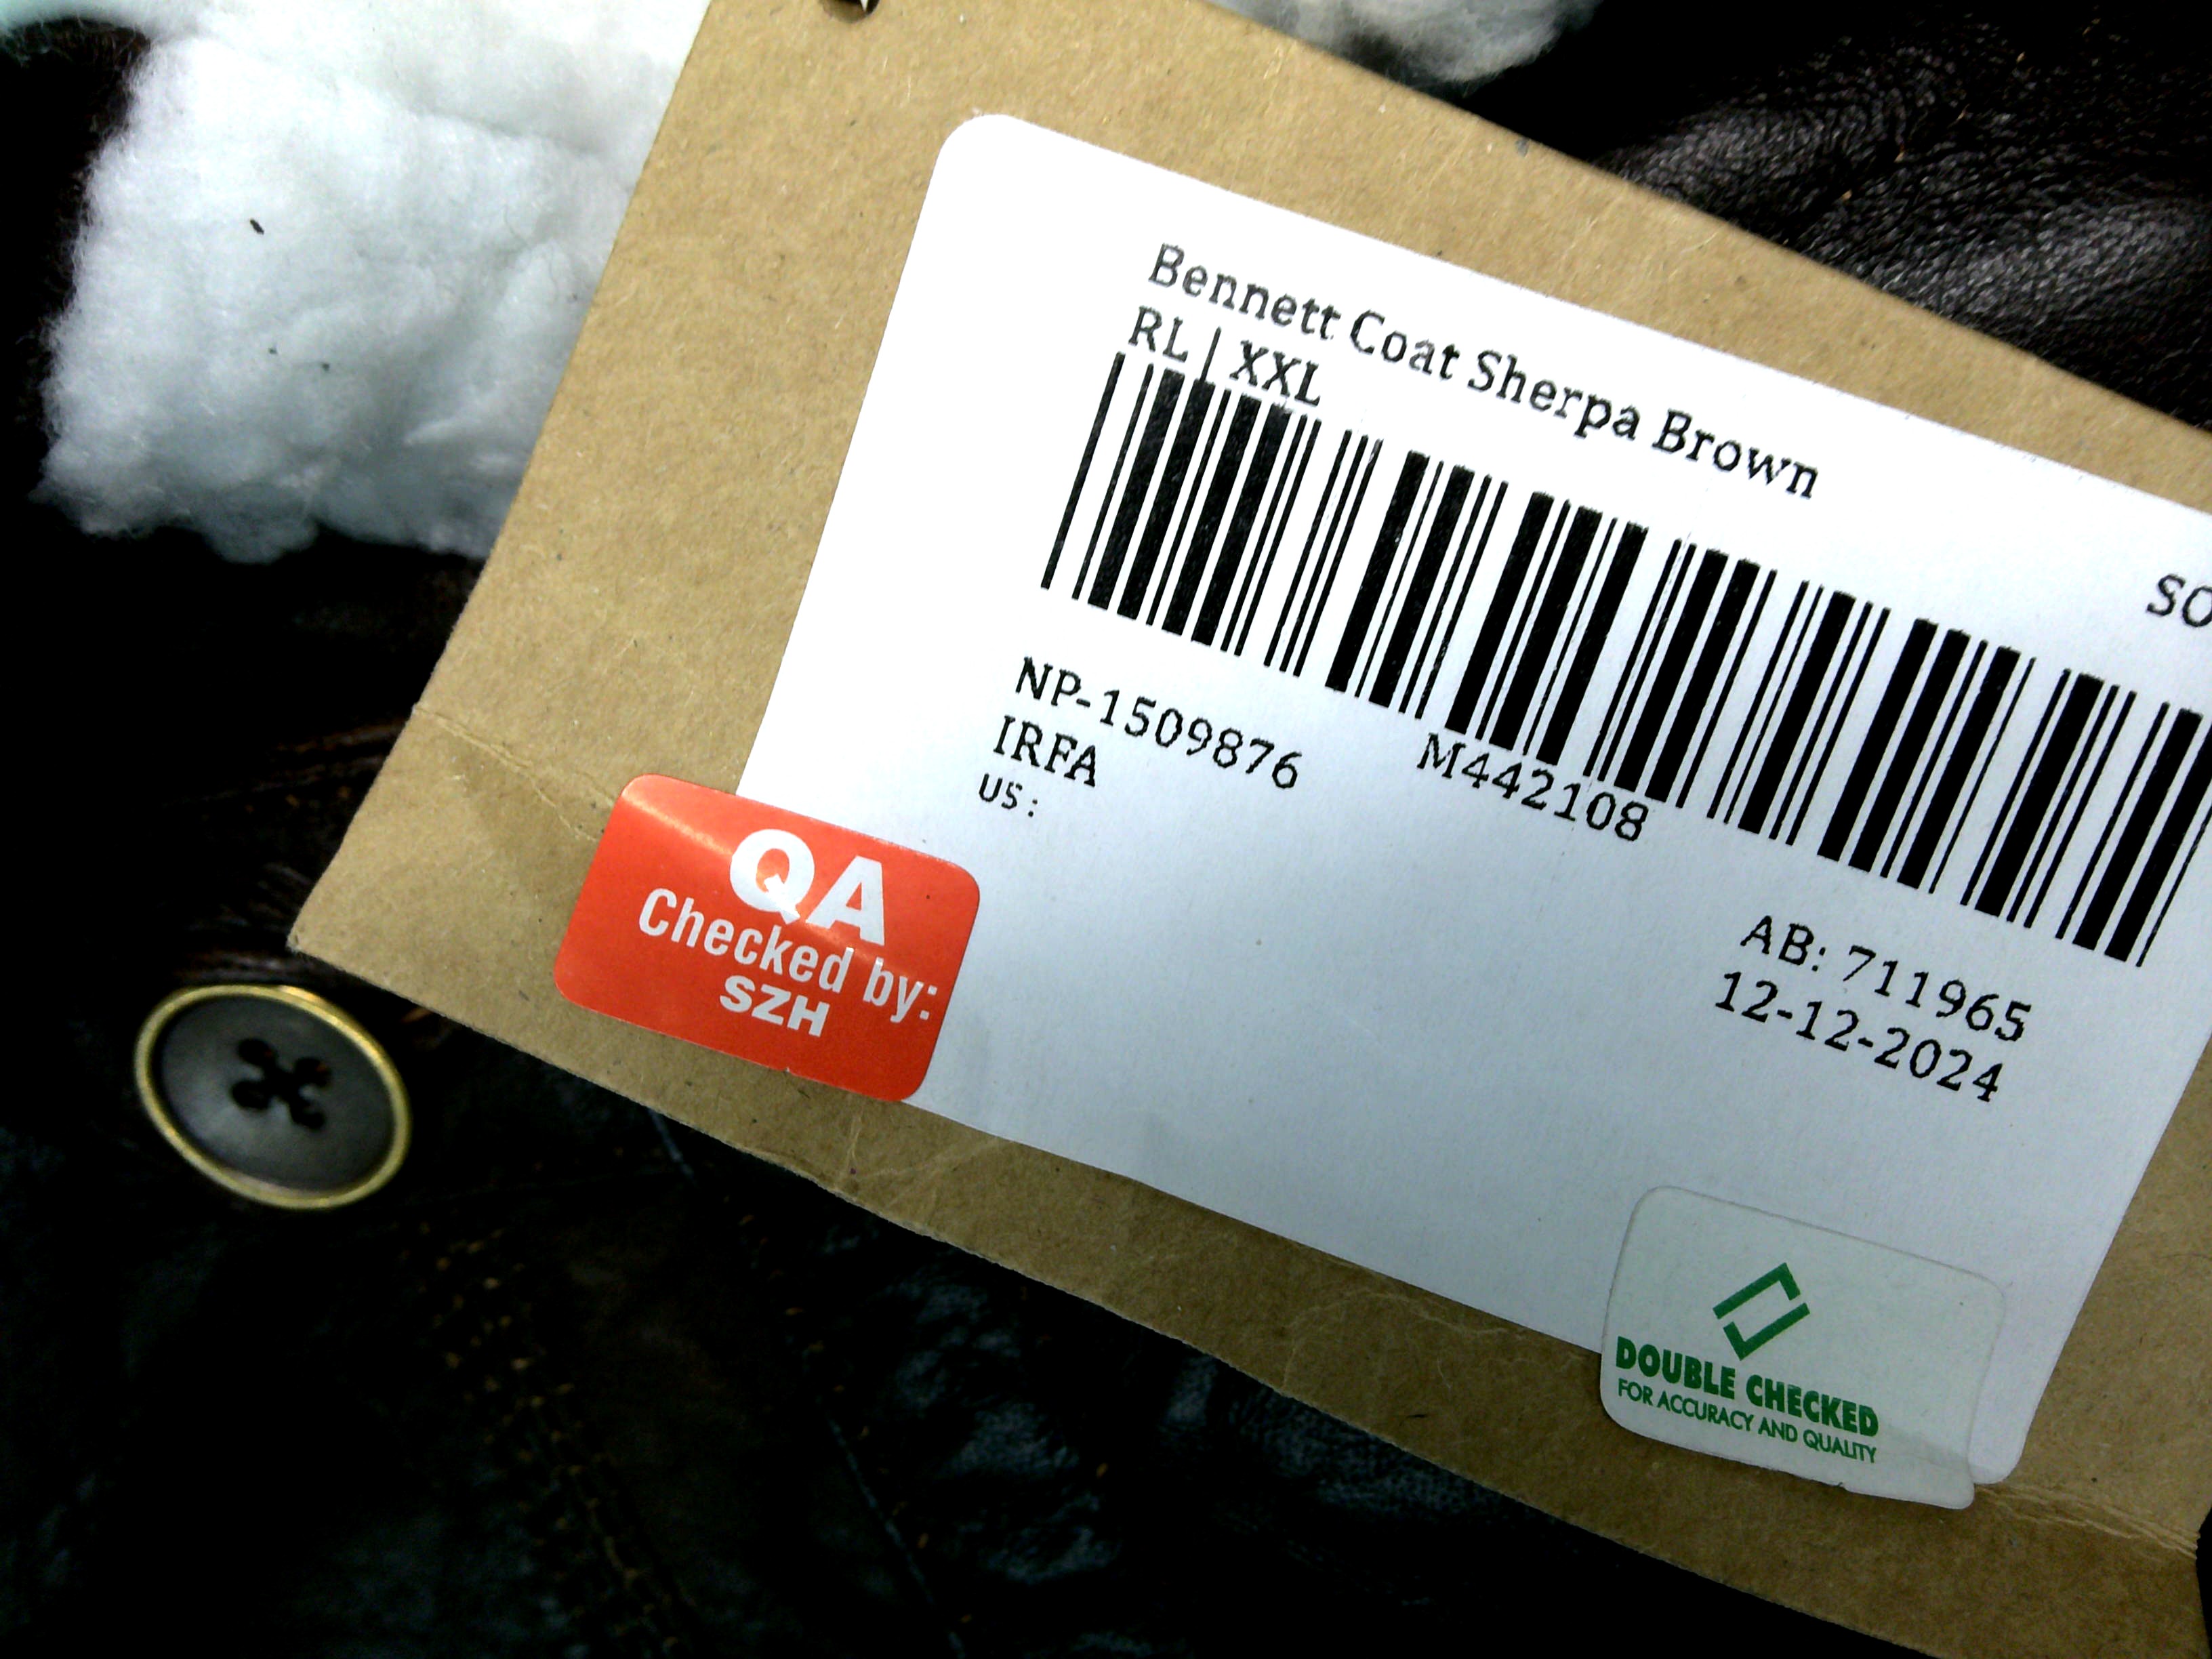 Bennett Coat Sherpa Brown
RL | XXL
SO
NP-1509876
M442108
IRFA
US :
AB: 711965
12-12-2024
QA
Checked by:
SZH
DOUBLE CHECKED
FOR ACCURACY AND QUALITY